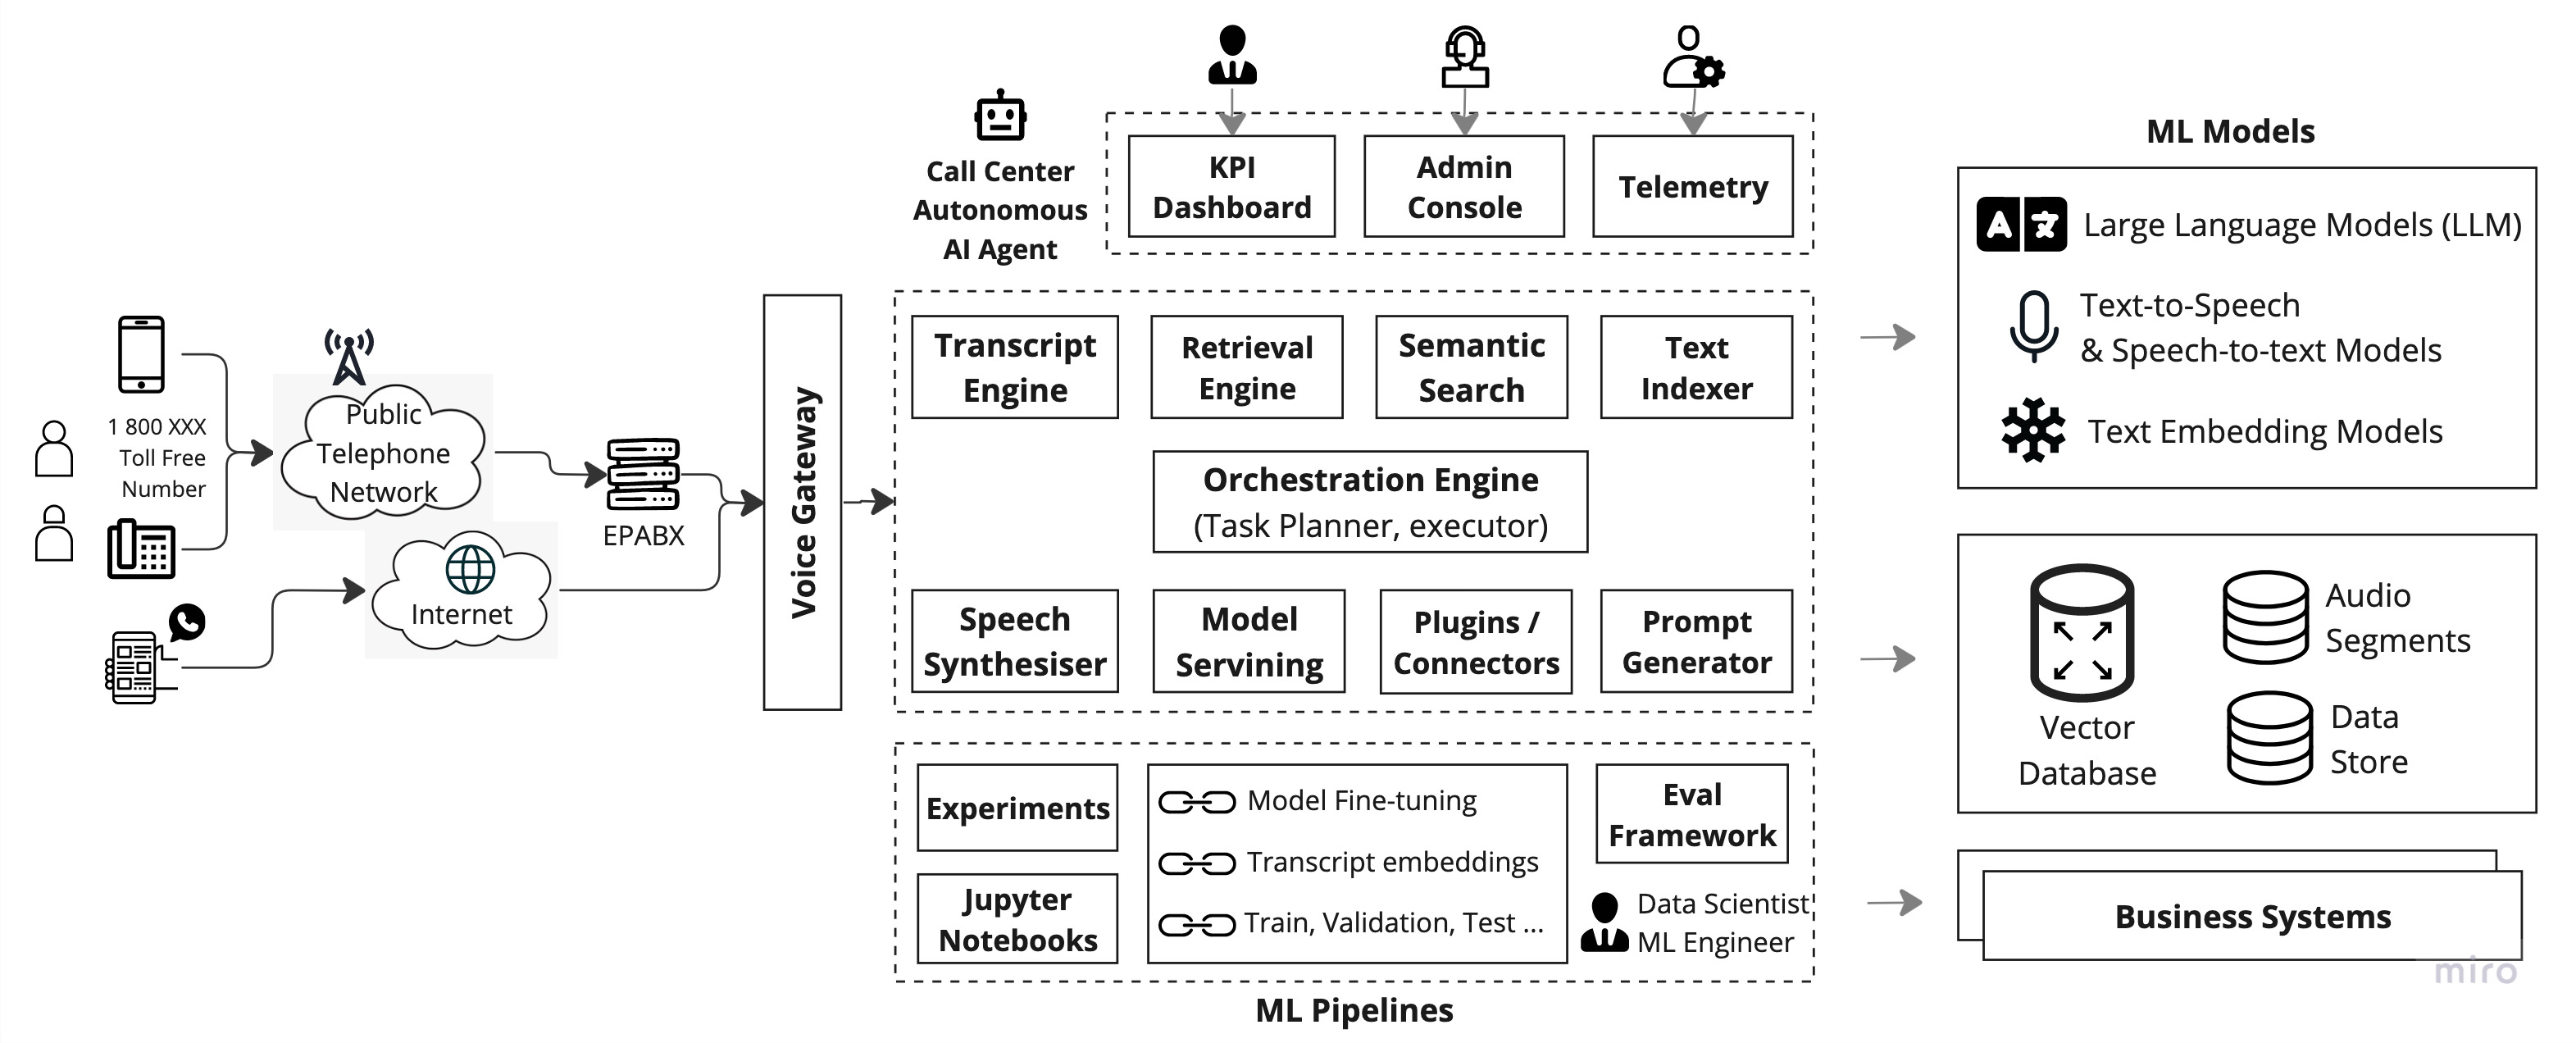 Call Center
Autonomous
AI Agent
KPI
Dashboard
Admin
Console
Telemetry
ML Models
Large Language Models (LLM)
Text-to-Speech
& Speech-to-text Models
Text Embedding Models
1 800 XXX
Toll Free
Number
Public
Telephone
Network
Internet
EPABX
Voice Gateway
Transcript
Engine
Retrieval
Engine
Semantic
Search
Text
Indexer
Orchestration Engine
(Task Planner, executor)
Speech
Synthesiser
Model
Servining
Plugins /
Connectors
Prompt
Generator
Vector
Database
Audio
Segments
Data
Store
Experiments
Jupyter
Notebooks
Model Fine-tuning
Transcript embeddings
Train, Validation, Test ...
Eval
Framework
Data Scientist
ML Engineer
ML Pipelines
Business Systems
miro